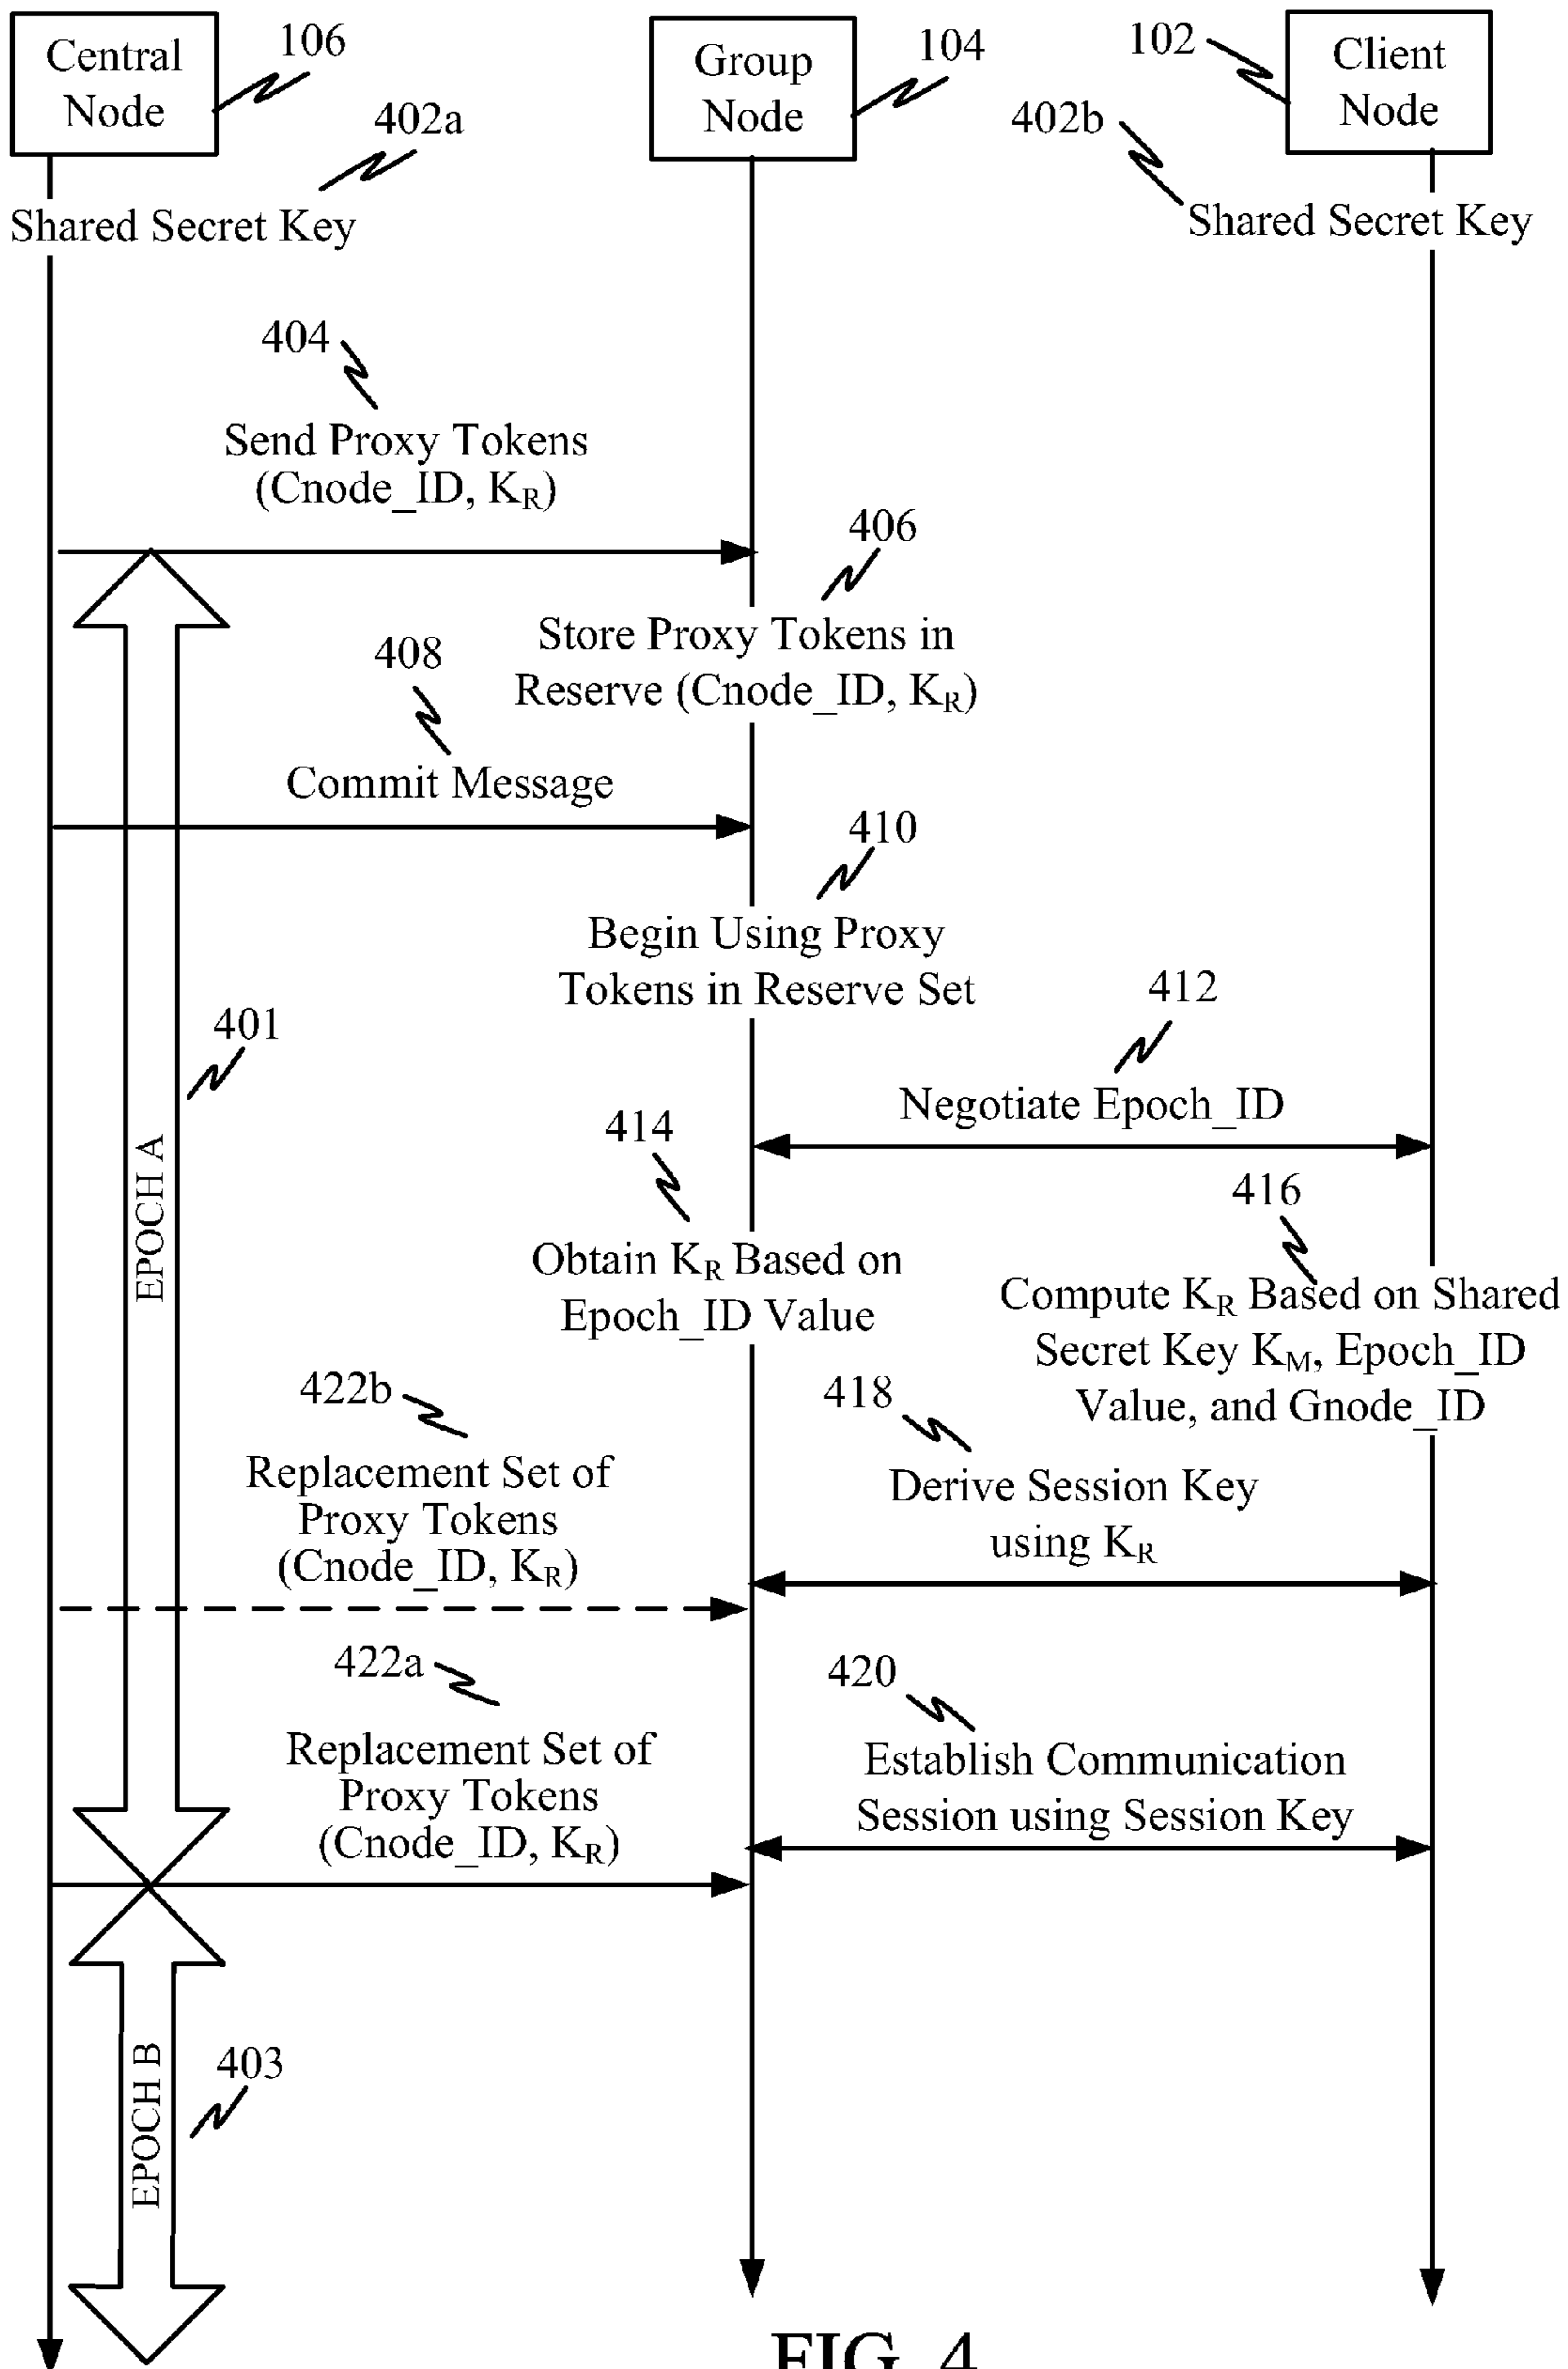 Central
Node
106
Group
Node
104
102
Client
Node
402a
402b
Shared Secret Key
Shared Secret Key
404
Send Proxy Tokens
(Cnode_ID, KR)
406
Store Proxy Tokens in
Reserve (Cnode_ID, KR)
408
Commit Message
410
Begin Using Proxy
Tokens in Reserve Set
401
EPOCH A
412
Negotiate Epoch_ID
414
Obtain KR Based on
Epoch_ID Value
416
Compute KR Based on Shared
Secret Key KM, Epoch_ID
Value, and Gnode_ID
422b
Replacement Set of
Proxy Tokens
(Cnode_ID, KR)
418
Derive Session Key
using KR
422a
Replacement Set of
Proxy Tokens
(Cnode_ID, KR)
420
Establish Communication
Session using Session Key
403
EPOCH B
FIG. 4